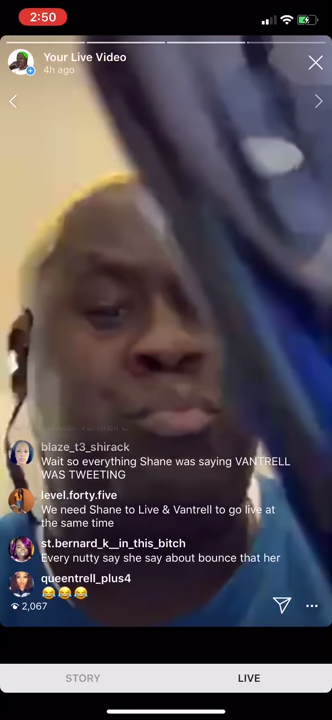 2:50
Your Live Video
4h ago
blaze_t3_shirack
Wait so everything Shane was saying VANTRELL
WAS TWEETING
level.forty.five
We need Shane to Live & Vantrell to go live at
the same time
st.bernard_k__in_this_bitch
Every nutty say she say about bounce that her
queentrell_plus4
😂😂😂
2,067
STORY
LIVE